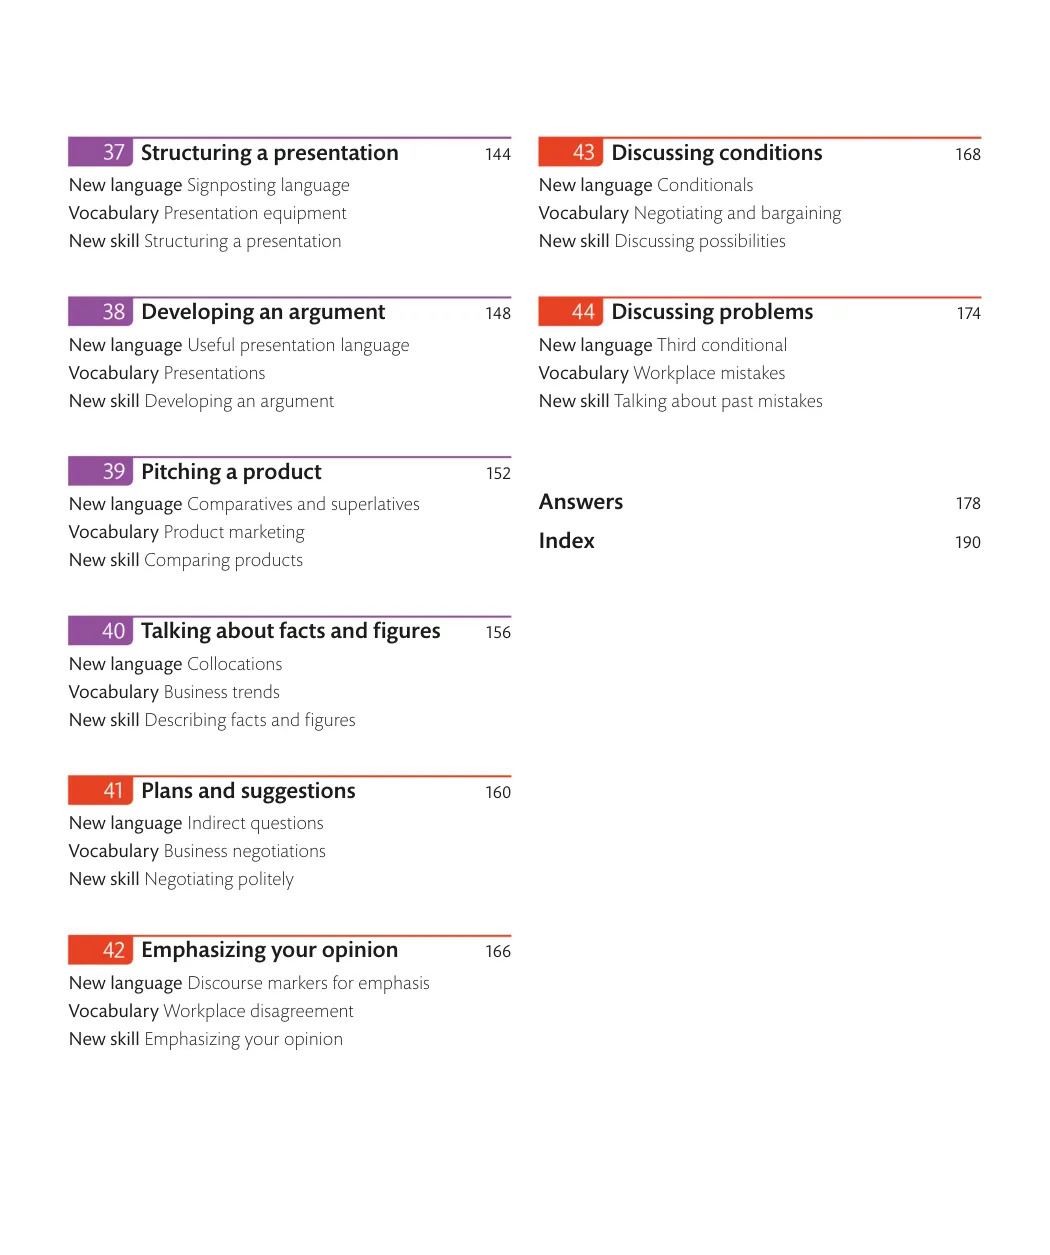 37 Structuring a presentation 144
New language Signposting language
Vocabulary Presentation equipment
New skill Structuring a presentation
38 Developing an argument 148
New language Useful presentation language
Vocabulary Presentations
New skill Developing an argument
39 Pitching a product 152
New language Comparatives and superlatives
Vocabulary Product marketing
New skill Comparing products
40 Talking about facts and figures 156
New language Collocations
Vocabulary Business trends
New skill Describing facts and figures
41 Plans and suggestions 160
New language Indirect questions
Vocabulary Business negotiations
New skill Negotiating politely
42 Emphasizing your opinion 166
New language Discourse markers for emphasis
Vocabulary Workplace disagreement
New skill Emphasizing your opinion
43 Discussing conditions 168
New language Conditionals
Vocabulary Negotiating and bargaining
New skill Discussing possibilities
44 Discussing problems 174
New language Third conditional
Vocabulary Workplace mistakes
New skill Talking about past mistakes
Answers 178
Index 190